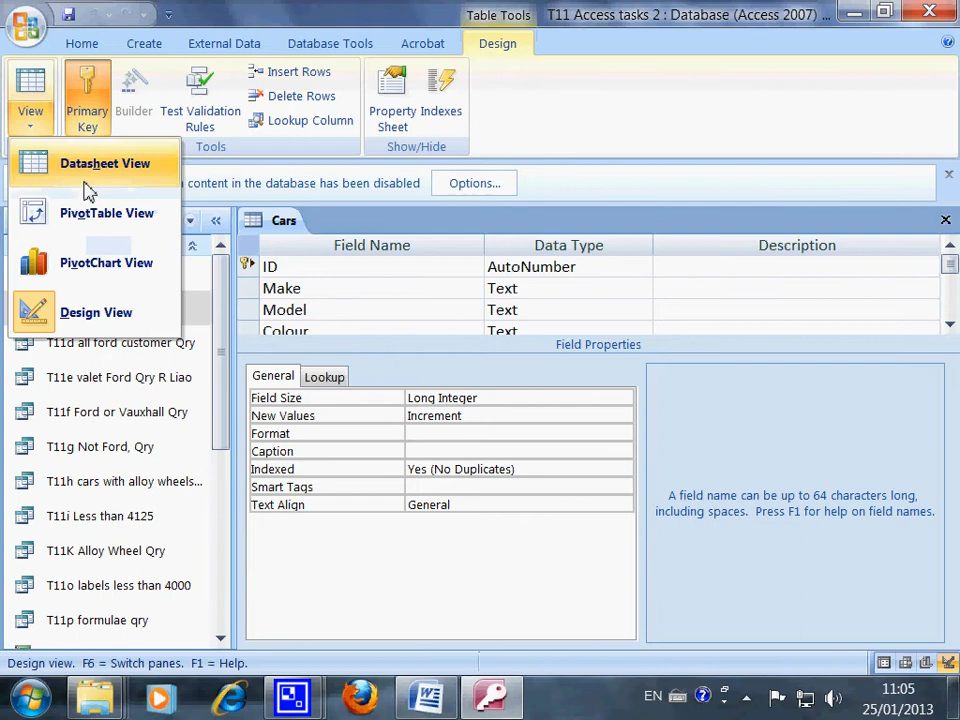 Table Tools
T11 Access tasks 2 : Database (Access 2007) ...
Home
Create
External Data
Database Tools
Acrobat
Design
View
Primary Key
Builder
Test Validation Rules
Insert Rows
Delete Rows
Lookup Column
Property Sheet
Indexes
Tools
Show/Hide
Datasheet View
PivotTable View
PivotChart View
Design View
content in the database has been disabled
Options...
Cars
Field Name
Data Type
Description
ID
AutoNumber
Make
Text
Model
Text
Colour
Text
T11d all ford customer Qry
T11e valet Ford Qry R Liao
T11f Ford or Vauxhall Qry
T11g Not Ford, Qry
T11h cars with alloy wheels...
T11i Less than 4125
T11K Alloy Wheel Qry
T11o labels less than 4000
T11p formulae qry
Field Properties
General
Lookup
Field Size
Long Integer
New Values
Increment
Format
Caption
Indexed
Yes (No Duplicates)
Smart Tags
Text Align
General
A field name can be up to 64 characters long,
including spaces. Press F1 for help on field names.
Design view. F6 = Switch panes. F1 = Help.
EN
11:05
25/01/2013